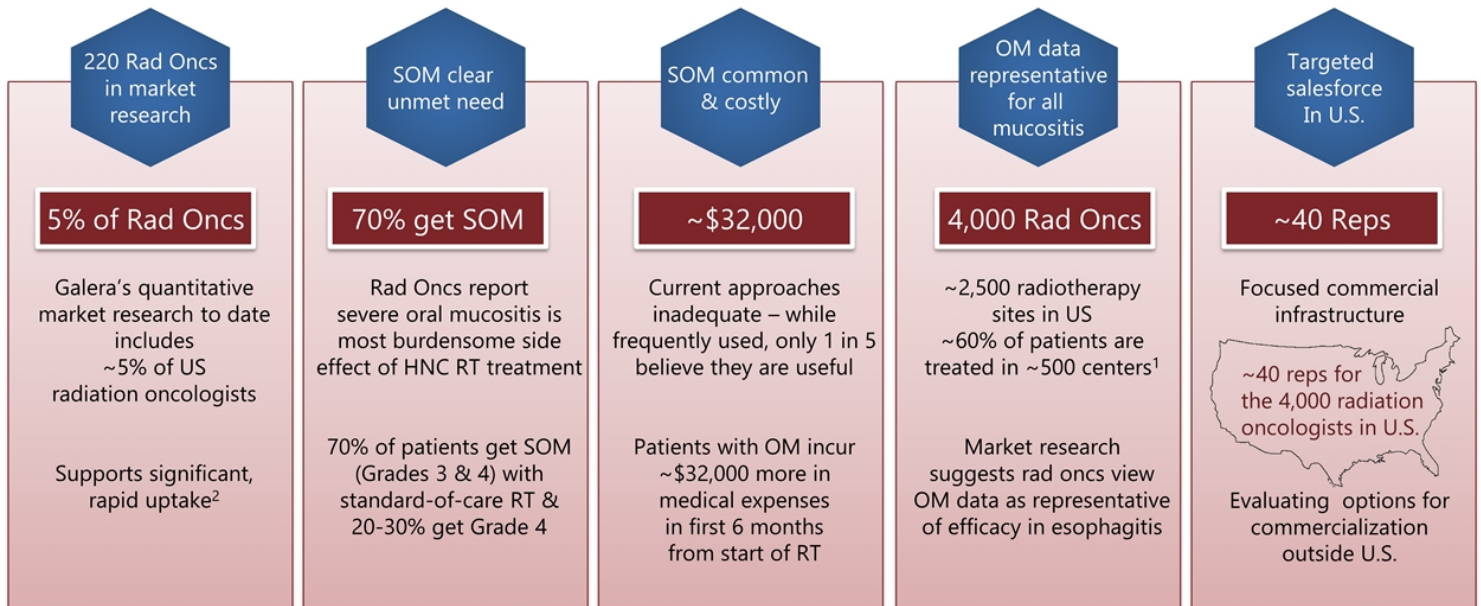 220 Rad Oncs
in market
research
5% of Rad Oncs
Galera’s quantitative
market research to date
includes
~5% of US
radiation oncologists
Supports significant,
rapid uptake2
SOM clear
unmet need
70% get SOM
Rad Oncs report
severe oral mucositis is
most burdensome side
effect of HNC RT treatment
70% of patients get SOM
(Grades 3 & 4) with
standard-of-care RT &
20-30% get Grade 4
SOM common
& costly
~$32,000
Current approaches
inadequate – while
frequently used, only 1 in 5
believe they are useful
Patients with OM incur
~$32,000 more in
medical expenses
in first 6 months
from start of RT
OM data
representative
for all
mucositis
4,000 Rad Oncs
~2,500 radiotherapy
sites in US
~60% of patients are
treated in ~500 centers1
Market research
suggests rad oncs view
OM data as representative
of efficacy in esophagitis
Targeted
salesforce
In U.S.
~40 Reps
Focused commercial
infrastructure
~40 reps for
the 4,000 radiation
oncologists in U.S.
Evaluating options for
commercialization
outside U.S.